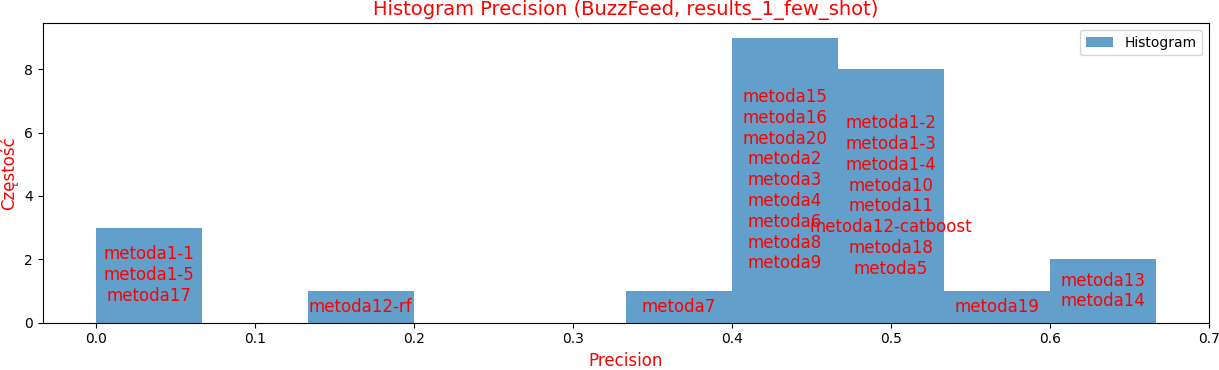 Histogram Precision (BuzzFeed, results_1_few_shot)
Histogram
Częstość
8
6
4
2
0
metoda1-1
metoda1-5
metoda17
metoda12-rf
metoda7
metoda15
metoda16
metoda20
metoda2
metoda3
metoda4
metoda6
metoda8
metoda9
metoda1-2
metoda1-3
metoda1-4
metoda10
metoda11
metoda12-catboost
metoda18
metoda5
metoda19
metoda13
metoda14
0.0 0.1 0.2 0.3 0.4 0.5 0.6 0.7
Precision